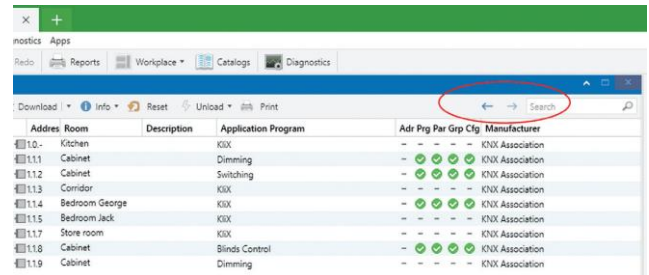 nostics Apps
Redo Reports Workplace Catalogs Diagnostics
Download Info Reset Unload Print Search
Addres Room Description Application Program Adr Prg Par Grp Cfg Manufacturer
1.0.- Kitchen KliX - - - - - KNX Association
1.1.1 Cabinet Dimming - KNX Association
1.1.2 Cabinet Switching - KNX Association
1.1.3 Corridor KliX - - - - - KNX Association
1.1.4 Bedroom George KliX - KNX Association
1.1.5 Bedroom Jack KliX - - - - - KNX Association
1.1.7 Store room KliX - - - - - KNX Association
1.1.8 Cabinet Blinds Control - KNX Association
1.1.9 Cabinet Dimming - - - - - KNX Association